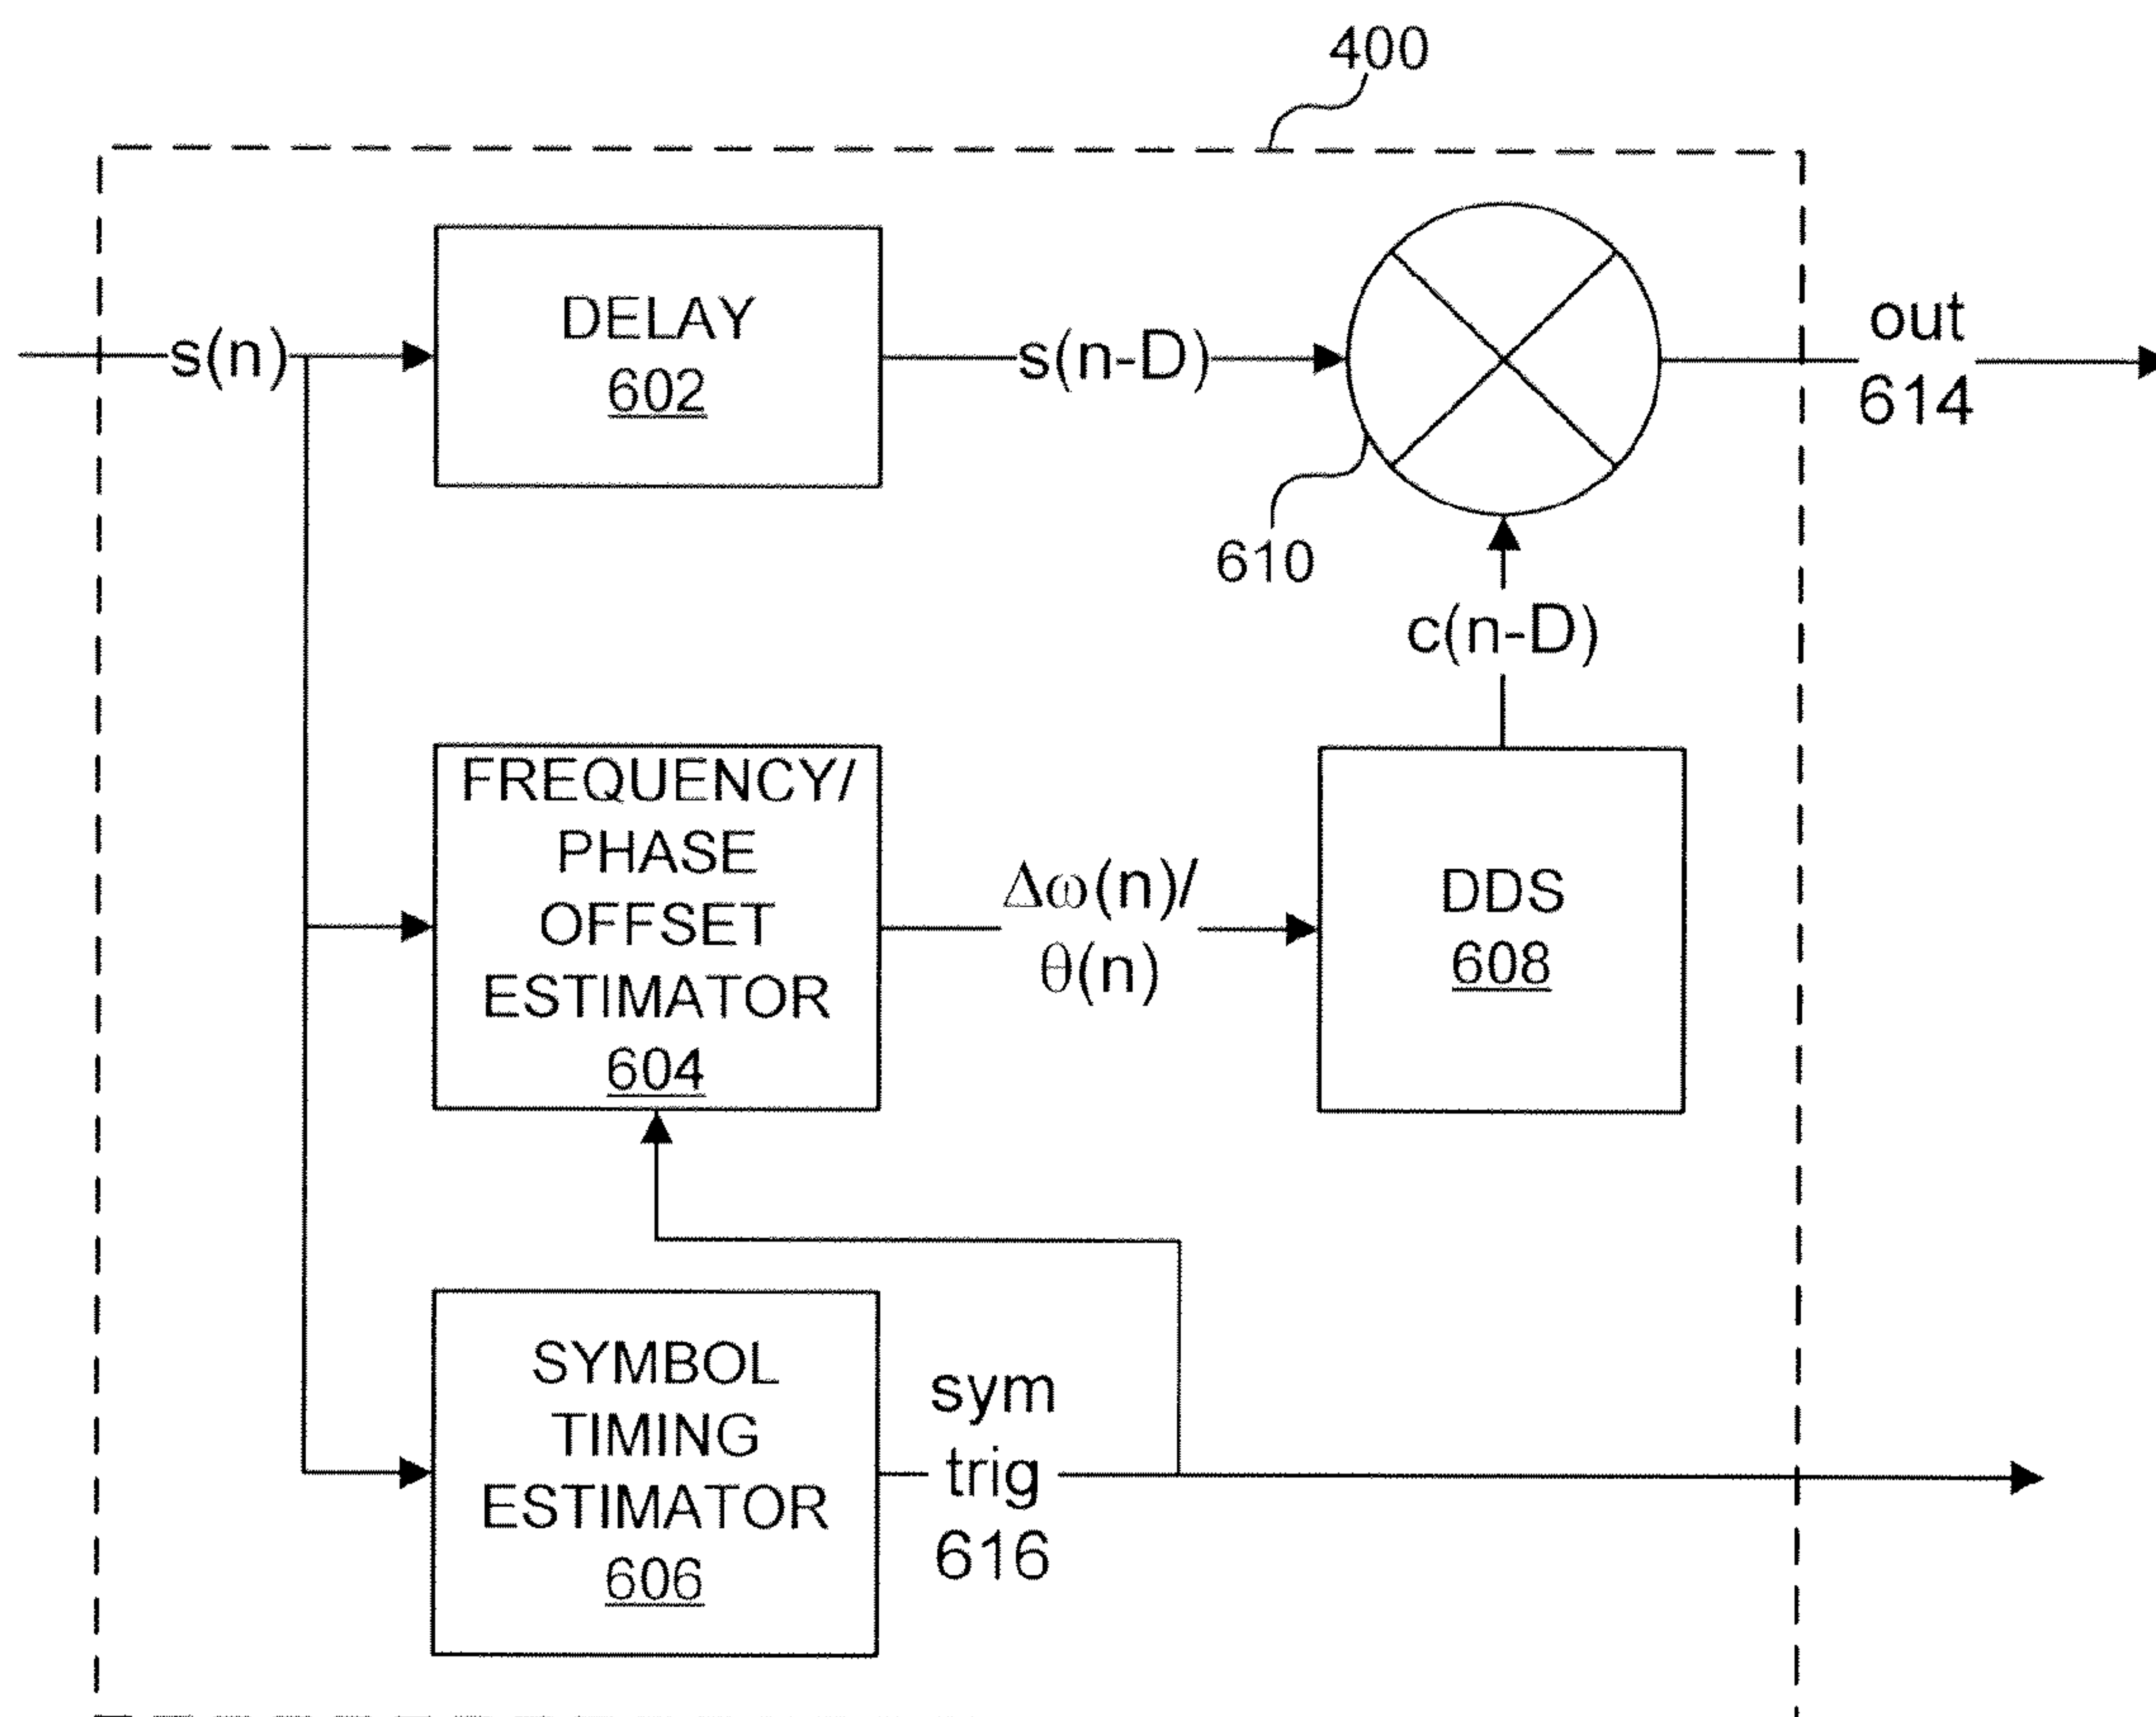 400
DELAY
602
s(n)
s(n-D)
out
614
610
c(n-D)
FREQUENCY/
PHASE
OFFSET
ESTIMATOR
604
Δω(n)/
θ(n)
DDS
608
SYMBOL
TIMING
ESTIMATOR
606
sym
trig
616